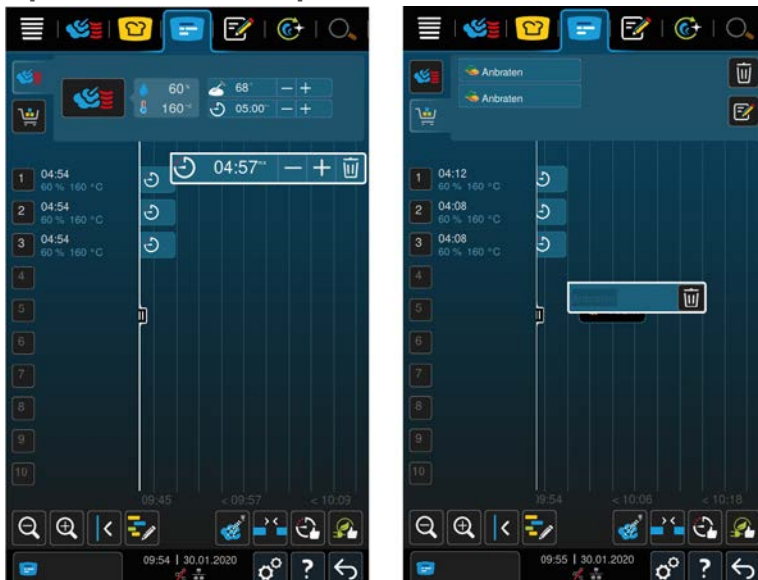 60 % 68°
160 °C 05:00
04:57
1 04:54
60 % 160 °C
2 04:54
60 % 160 °C
3 04:54
60 % 160 °C
4
5
6
7
8
9
10
09:45 < 09:57 < 10:09
09:54 | 30.01.2020
?
Anbraten
Anbraten
1 04:12
60 % 160 °C
2 04:08
60 % 160 °C
3 04:08
60 % 160 °C
4
5
6
7
8
9
10
09:54 < 10:06 < 10:18
09:55 | 30.01.2020
?